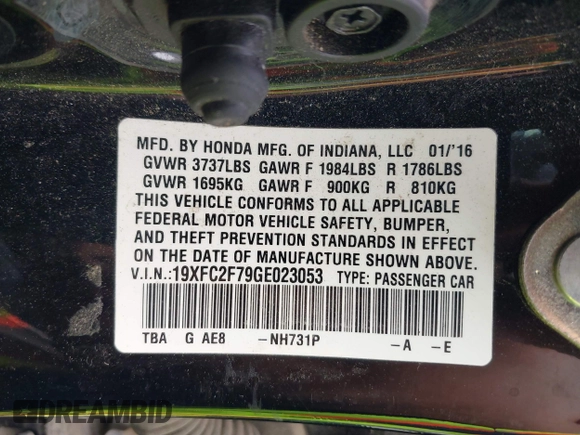 MFD. BY HONDA MFG. OF INDIANA, LLC 01/'16
GVWR 3737LBS GAWR F 1984LBS R 1786LBS
GVWR 1695KG GAWR F 900KG R 810KG
THIS VEHICLE CONFORMS TO ALL APPLICABLE
FEDERAL MOTOR VEHICLE SAFETY, BUMPER,
AND THEFT PREVENTION STANDARDS IN EFFECT
ON THE DATE OF MANUFACTURE SHOWN ABOVE.
V.I.N.:19XFC2F79GE023053 TYPE: PASSENGER CAR
TBA G AE8 -NH731P -A -E
DREAMBID